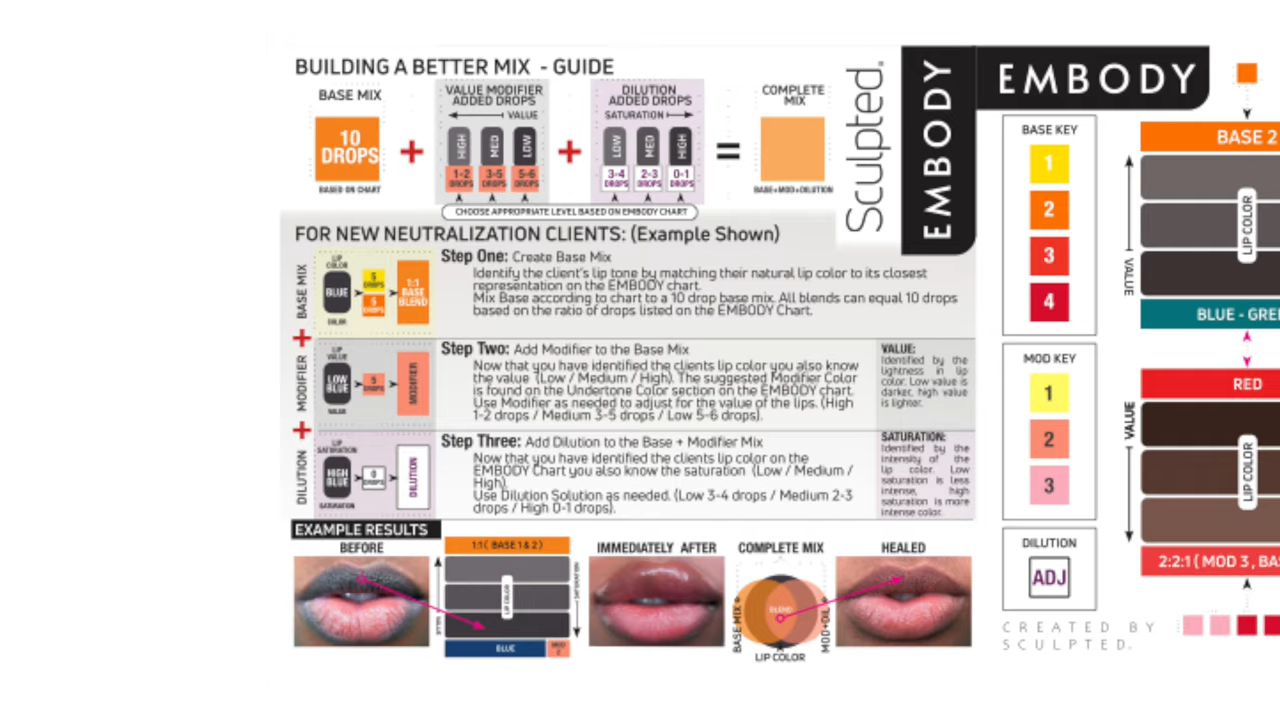 BUILDING A BETTER MIX - GUIDE
BASE MIX
10
DROPS
BASED ON CHART
VALUE MODIFIER
ADDED DROPS
VALUE
HIGH
MED
LOW
1-2
DROPS
3-5
DROPS
5-6
DROPS
DILUTION
ADDED DROPS
SATURATION
LOW
MED
HIGH
3-4
DROPS
2-3
DROPS
0-1
DROPS
COMPLETE
MIX
BASE+MOD+DILUTION
CHOOSE APPROPRIATE LEVEL BASED ON EMBODY CHART
Sculpted.
EMBODY
FOR NEW NEUTRALIZATION CLIENTS: (Example Shown)
BASE MIX
LIP
COLOR
BLUE
COLOR
5
DROPS
5
DROPS
1:1
BASE
BLEND
Step One: Create Base Mix
Identify the client's lip tone by matching their natural lip color to its closest
representation on the EMBODY chart.
Mix Base according to chart to a 10 drop base mix. All blends can equal 10 drops
based on the ratio of drops listed on the EMBODY Chart.
MODIFIER
LIP
VALUE
LOW
BLUE
VALUE
5
DROPS
MODIFIER
Step Two: Add Modifier to the Base Mix
Now that you have identified the clients lip color you also know
the value (Low / Medium / High). The suggested Modifier Color
is found on the Undertone Color section on the EMBODY chart.
Use Modifier as needed to adjust for the value of the lips. (High
1-2 drops / Medium 3-5 drops / Low 5-6 drops).
VALUE:
Identified by the
lightness in lip
color. Low value is
darker, high value
is lighter.
DILUTION
LIP
SATURATION
HIGH
BLUE
SATURATION
0
DROPS
DILUTION
Step Three: Add Dilution to the Base + Modifier Mix
Now that you have identified the clients lip color on the
EMBODY Chart you also know the saturation (Low / Medium /
High).
Use Dilution Solution as needed. (Low 3-4 drops / Medium 2-3
drops / High 0-1 drops).
SATURATION:
Identified by the
intensity of the
lip color. Low
saturation is less
intense, high
saturation is more
intense color.
EXAMPLE RESULTS
BEFORE
1:1 ( BASE 1 & 2 )
LIP COLOR
SATURATION
BLUE
MOD
2
IMMEDIATELY AFTER
COMPLETE MIX
BASE MIX
BLEND
MOD+DIL
LIP COLOR
HEALED
EMBODY
BASE KEY
1
2
3
4
MOD KEY
1
2
3
DILUTION
ADJ
CREATED BY
SCULPTED.
BASE 2
VALUE
LIP COLOR
BLUE - GREE
RED
VALUE
LIP COLOR
2:2:1 ( MOD 3 , BAS